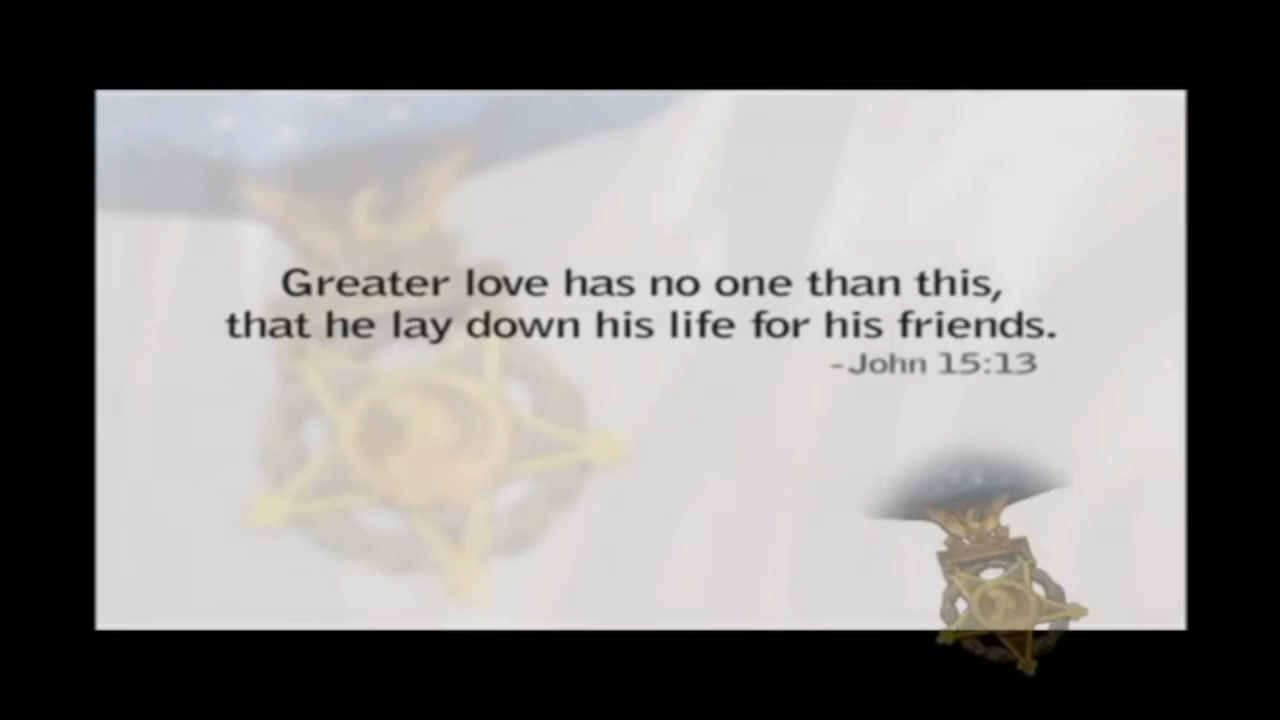 Greater love has no one than this,
that he lay down his life for his friends.
-John 15:13